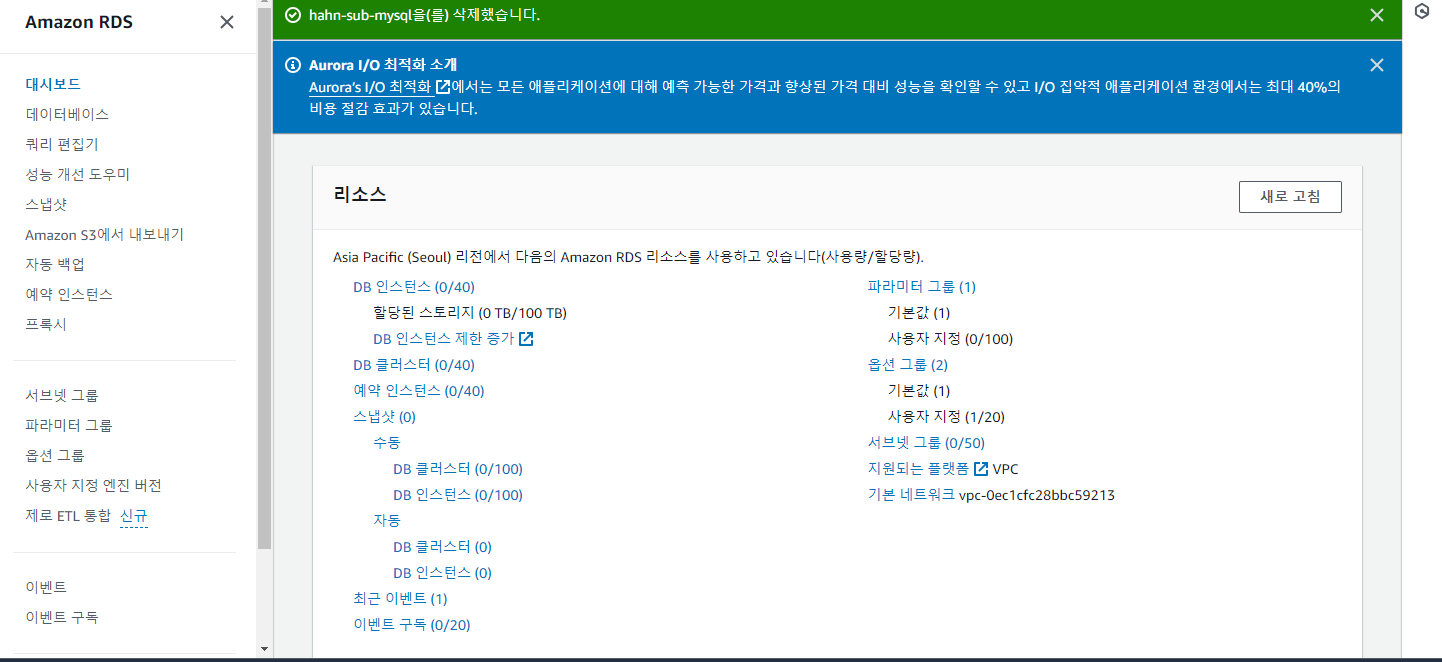 Amazon RDS
대시보드
데이터베이스
쿼리 편집기
성능 개선 도우미
스냅샷
Amazon S3에서 내보내기
자동 백업
예약 인스턴스
프록시
서브넷 그룹
파라미터 그룹
옵션 그룹
사용자 지정 엔진 버전
제로 ETL 통합 신규
이벤트
이벤트 구독
hahn-sub-mysql을(를) 삭제했습니다.
Aurora I/O 최적화 소개
Aurora's I/O 최적화에서는 모든 애플리케이션에 대해 예측 가능한 가격과 향상된 가격 대비 성능을 확인할 수 있고 I/O 집약적 애플리케이션 환경에서는 최대 40%의
비용 절감 효과가 있습니다.
리소스
새로 고침
Asia Pacific (Seoul) 리전에서 다음의 Amazon RDS 리소스를 사용하고 있습니다(사용량/할당량).
DB 인스턴스 (0/40)
할당된 스토리지 (0 TB/100 TB)
DB 인스턴스 제한 증가
DB 클러스터 (0/40)
예약 인스턴스 (0/40)
스냅샷 (0)
수동
DB 클러스터 (0/100)
DB 인스턴스 (0/100)
자동
DB 클러스터 (0)
DB 인스턴스 (0)
최근 이벤트 (1)
이벤트 구독 (0/20)
파라미터 그룹 (1)
기본값 (1)
사용자 지정 (0/100)
옵션 그룹 (2)
기본값 (1)
사용자 지정 (1/20)
서브넷 그룹 (0/50)
지원되는 플랫폼 VPC
기본 네트워크 vpc-0ec1cfc28bbc59213